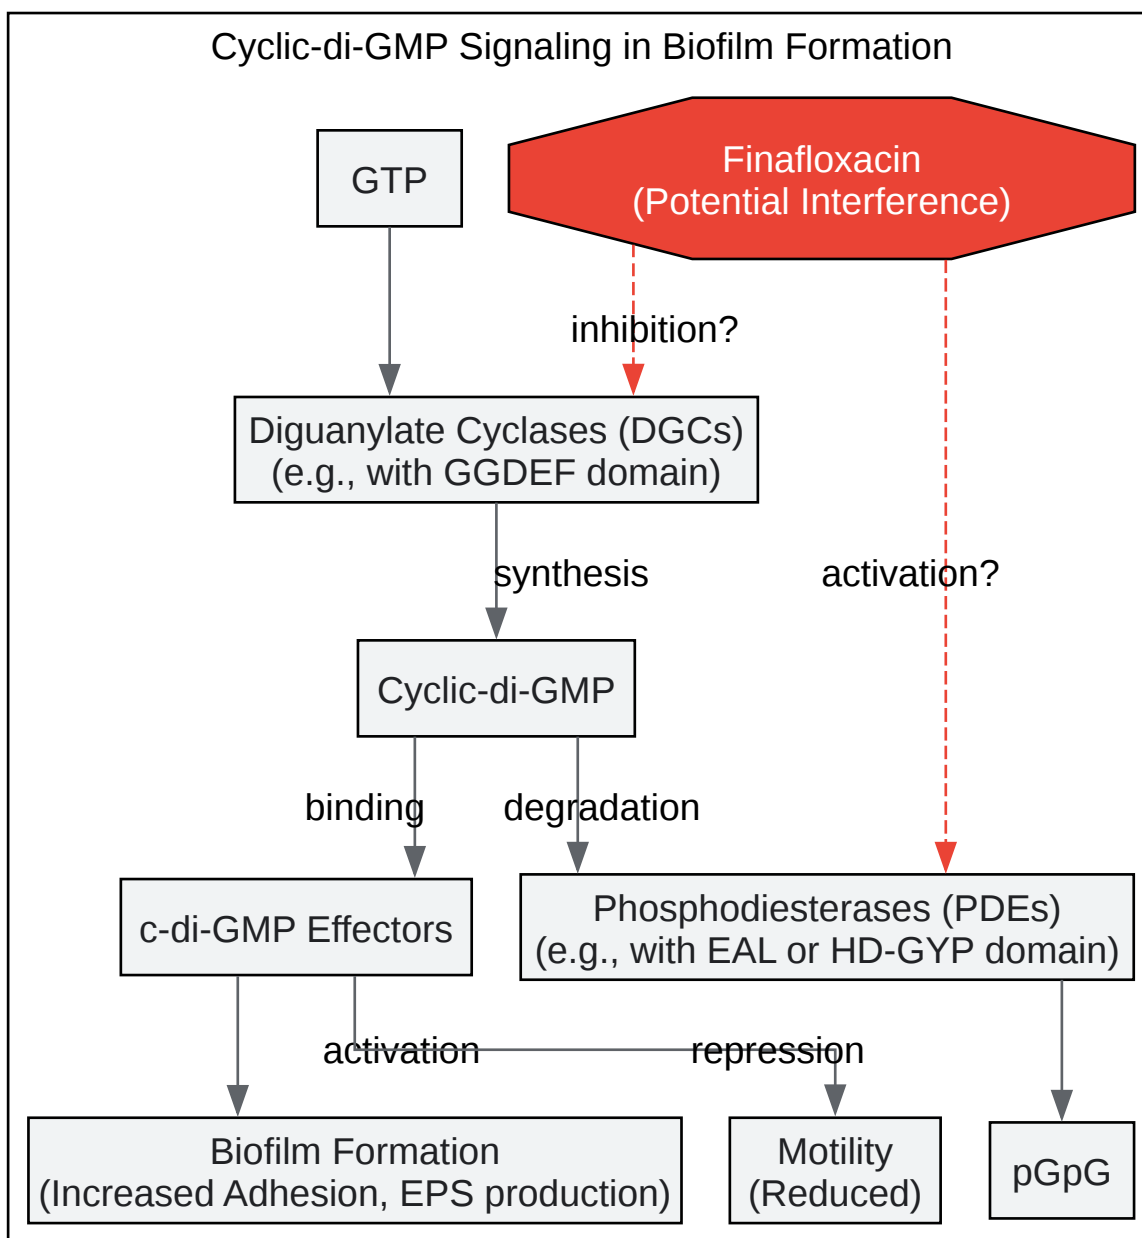 Cyclic-di-GMP Signaling in Biofilm Formation
GTP
Finafloxacin
(Potential Interference)
inhibition?
Diguanylate Cyclases (DGCs)
(e.g., with GGDEF domain)
synthesis
activation?
Cyclic-di-GMP
binding
degradation
c-di-GMP Effectors
Phosphodiesterases (PDEs)
(e.g., with EAL or HD-GYP domain)
activation
repression
Biofilm Formation
(Increased Adhesion, EPS production)
Motility
(Reduced)
pGpG